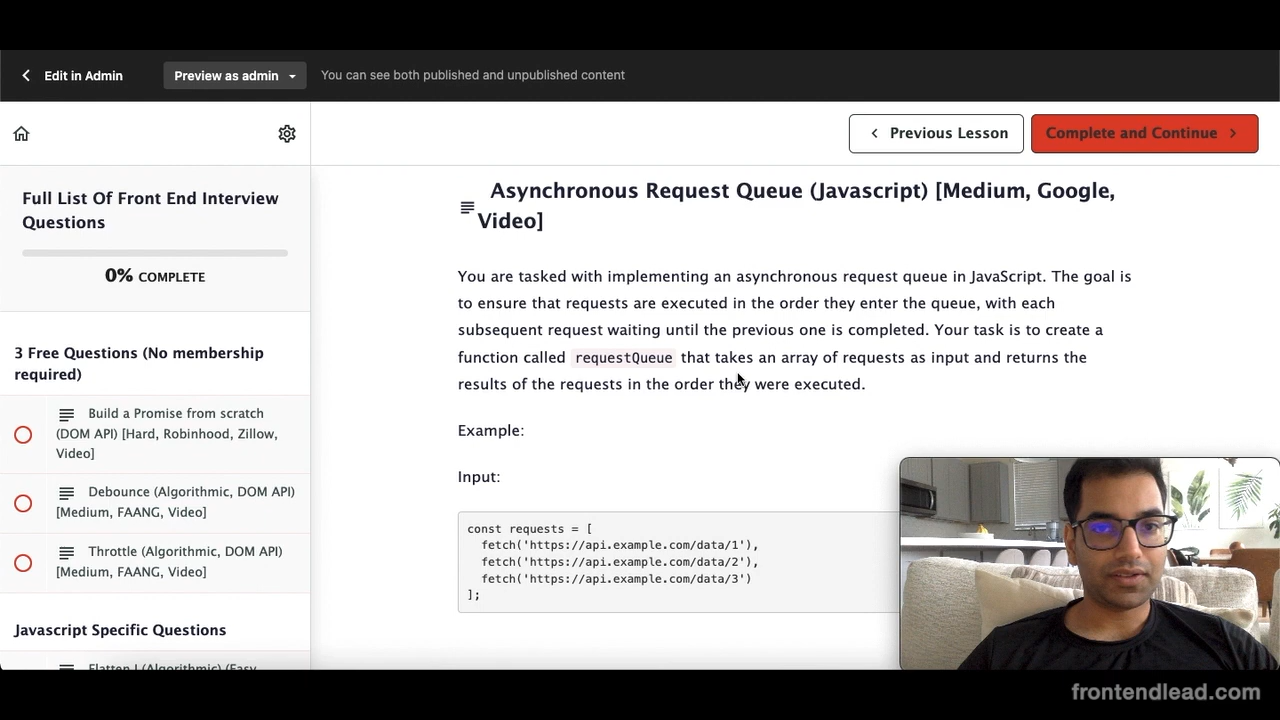 Edit in Admin
Preview as admin
You can see both published and unpublished content
Previous Lesson
Complete and Continue
Full List Of Front End Interview
Questions
0% COMPLETE
3 Free Questions (No membership
required)
Build a Promise from scratch
(DOM API) [Hard, Robinhood, Zillow,
Video]
Debounce (Algorithmic, DOM API)
[Medium, FAANG, Video]
Throttle (Algorithmic, DOM API)
[Medium, FAANG, Video]
Javascript Specific Questions
Flatten I (Algorithmic) [Easy,
Asynchronous Request Queue (Javascript) [Medium, Google,
Video]
You are tasked with implementing an asynchronous request queue in JavaScript. The goal is
to ensure that requests are executed in the order they enter the queue, with each
subsequent request waiting until the previous one is completed. Your task is to create a
function called requestQueue that takes an array of requests as input and returns the
results of the requests in the order they were executed.
Example:
Input:
const requests = [
fetch('https://api.example.com/data/1'),
fetch('https://api.example.com/data/2'),
fetch('https://api.example.com/data/3')
];
frontendlead.com